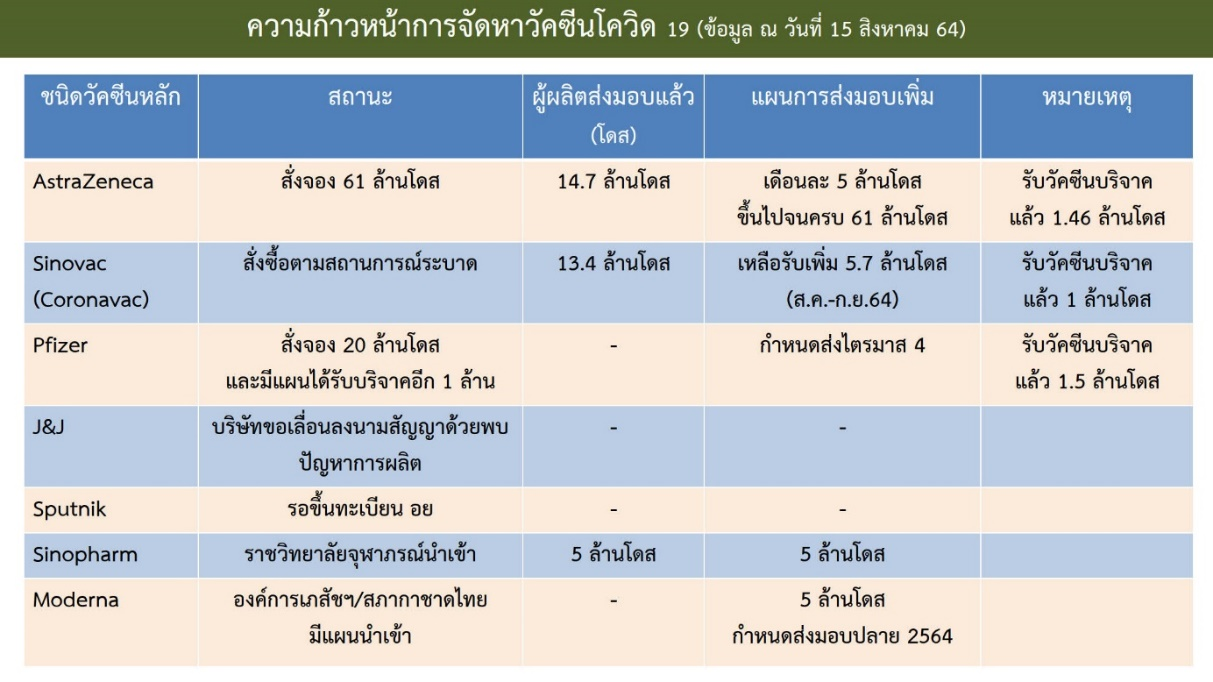 ความก้าวหน้าการจัดหาวัคซีนโควิด 19 (ข้อมูล ณ วันที่ 15 สิงหาคม 64)
ชนิดวัคซีนหลัก สถานะ ผู้ผลิตส่งมอบแล้ว (โดส) แผนการส่งมอบเพิ่ม หมายเหตุ
AstraZeneca สั่งจอง 61 ล้านโดส 14.7 ล้านโดส เดือนละ 5 ล้านโดส รับวัคซีนบริจาค
ขึ้นไปจนครบ 61 ล้านโดส แล้ว 1.46 ล้านโดส
Sinovac สั่งซื้อตามสถานการณ์ระบาด 13.4 ล้านโดส เหลือรับเพิ่ม 5.7 ล้านโดส รับวัคซีนบริจาค
(Coronavac) (ส.ค.-ก.ย.64) แล้ว 1 ล้านโดส
Pfizer สั่งจอง 20 ล้านโดส - กำหนดส่งไตรมาส 4 รับวัคซีนบริจาค
และมีแผนได้รับบริจาคอีก 1 ล้าน แล้ว 1.5 ล้านโดส
J&J บริษัทขอเลื่อนลงนามสัญญาด้วยพบ - -
ปัญหาการผลิต
Sputnik รอขึ้นทะเบียน อย - -
Sinopharm ราชวิทยาลัยจุฬาภรณ์นำเข้า 5 ล้านโดส 5 ล้านโดส
Moderna องค์การเภสัชฯ/สภากาชาดไทย - 5 ล้านโดส
มีแผนนำเข้า กำหนดส่งมอบปลาย 2564